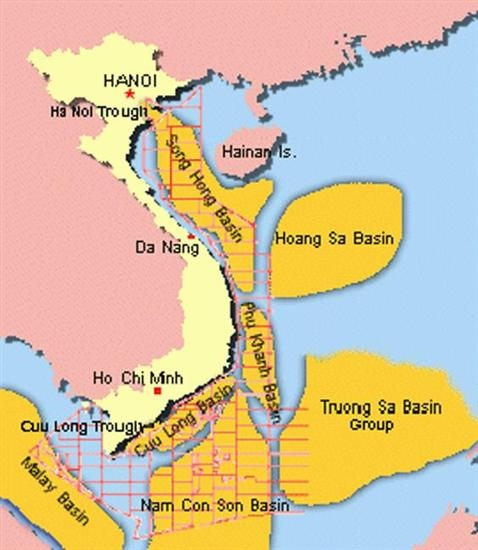 HANOI
Ha Noi Trough
Song Hong Basin
Hainan Is.
Da Nang
Hoang Sa Basin
Phu Khanh Basin
Ho Chi Minh
Truong Sa Basin
Group
Cuu Long Trough
Cuu Long Basin
Malay Basin
Nam Con Son Basin